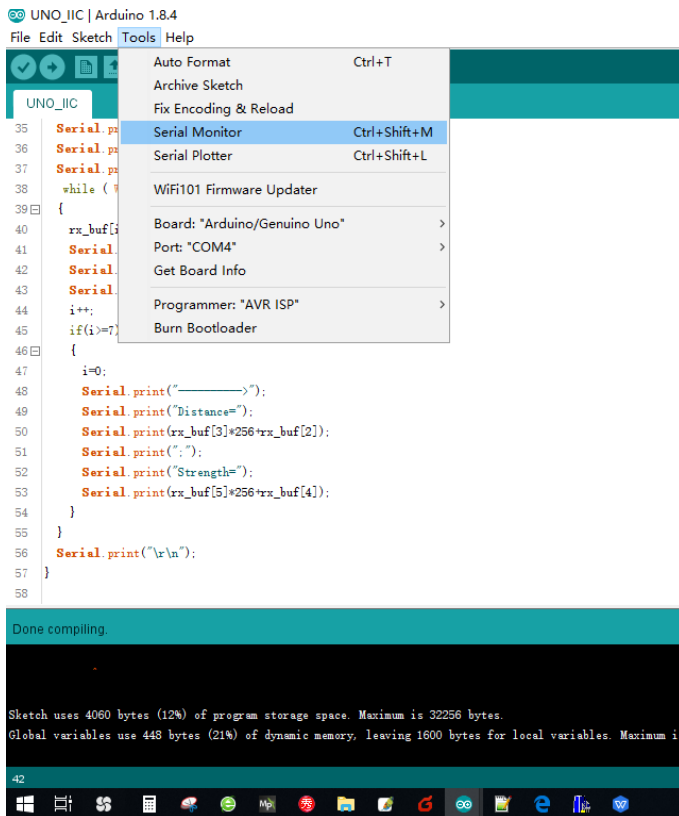 UNO_IIC | Arduino 1.8.4
File Edit Sketch Tools Help
Auto Format Ctrl+T
Archive Sketch
Fix Encoding & Reload
Serial Monitor Ctrl+Shift+M
Serial Plotter Ctrl+Shift+L
WiFi101 Firmware Updater
Board: "Arduino/Genuino Uno"
Port: "COM4"
Get Board Info
Programmer: "AVR ISP"
Burn Bootloader
UNO_IIC
35 Serial.pr
36 Serial.pr
37 Serial.pr
38 while (
39 {
40 rx_buf[i
41 Serial.
42 Serial.
43 Serial.
44 i++;
45 if(i>=7)
46 {
47 i=0;
48 Serial.print("————————>");
49 Serial.print("Distance=");
50 Serial.print(rx_buf[3]*256+rx_buf[2]);
51 Serial.print(";");
52 Serial.print("Strength=");
53 Serial.print(rx_buf[5]*256+rx_buf[4]);
54 }
55 }
56 Serial.print("\r\n");
57 }
58
Done compiling.
Sketch uses 4060 bytes (12%) of program storage space. Maximum is 32256 bytes.
Global variables use 448 bytes (21%) of dynamic memory, leaving 1600 bytes for local variables. Maximum i
42